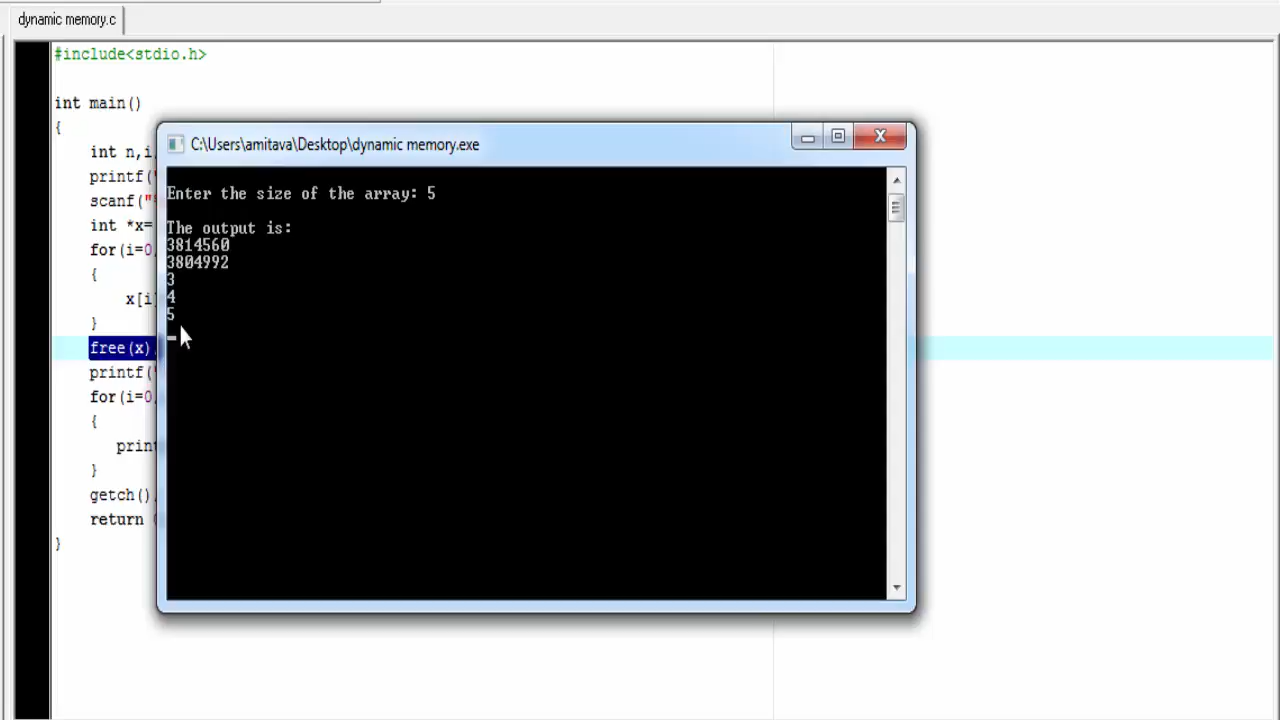 dynamic memory.c
#include<stdio.h>
int main()
{
int n,i
printf(
scanf("
int *x=
for(i=0
{
x[i]
}
free(x)
printf(
for(i=0
{
print
}
getch()
return
}
C:\Users\amitava\Desktop\dynamic memory.exe
Enter the size of the array: 5
The output is:
3814560
3804992
3
4
5